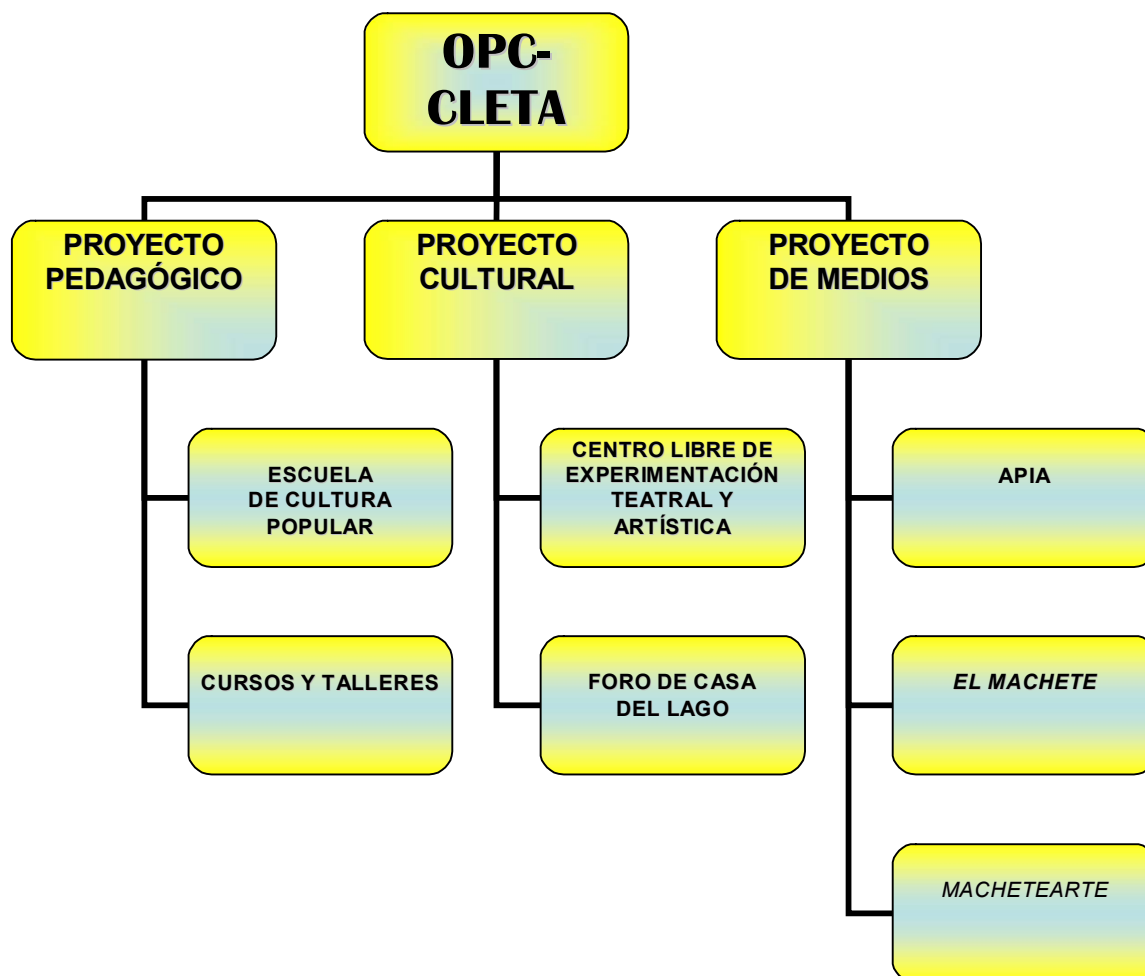 OPC-
CLETA
PROYECTO
PEDAGÓGICO
PROYECTO
CULTURAL
PROYECTO
DE MEDIOS
ESCUELA
DE CULTURA
POPULAR
CENTRO LIBRE DE
EXPERIMENTACIÓN
TEATRAL Y
ARTÍSTICA
APIA
CURSOS Y TALLERES
FORO DE CASA
DEL LAGO
EL MACHETE
MACHETEARTE